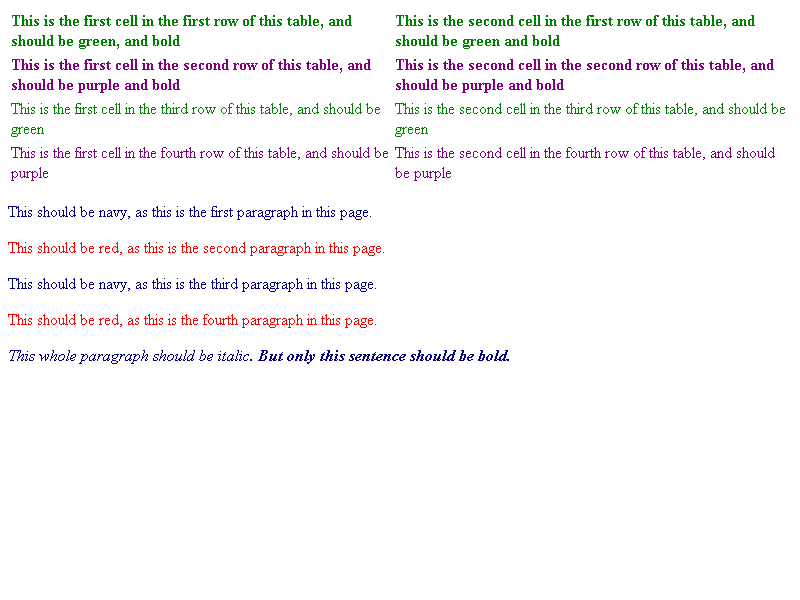 This is the first cell in the first row of this table, and
should be green, and bold
This is the second cell in the first row of this table, and
should be green and bold
This is the first cell in the second row of this table, and
should be purple and bold
This is the second cell in the second row of this table, and
should be purple and bold
This is the first cell in the third row of this table, and should be
green
This is the second cell in the third row of this table, and should be
green
This is the first cell in the fourth row of this table, and should be
purple
This is the second cell in the fourth row of this table, and should
be purple
This should be navy, as this is the first paragraph in this page.
This should be red, as this is the second paragraph in this page.
This should be navy, as this is the third paragraph in this page.
This should be red, as this is the fourth paragraph in this page.
This whole paragraph should be italic. But only this sentence should be bold.